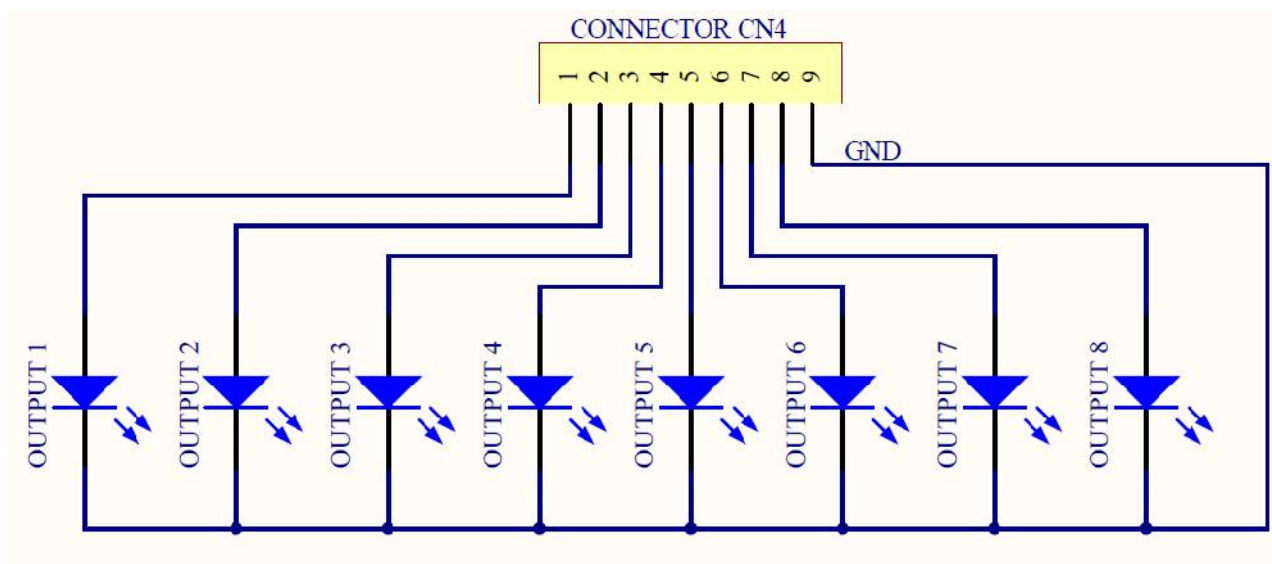 CONNECTOR CN4
1 2 3 4 5 6 7 8 9
GND
OUTPUT 1
OUTPUT 2
OUTPUT 3
OUTPUT 4
OUTPUT 5
OUTPUT 6
OUTPUT 7
OUTPUT 8